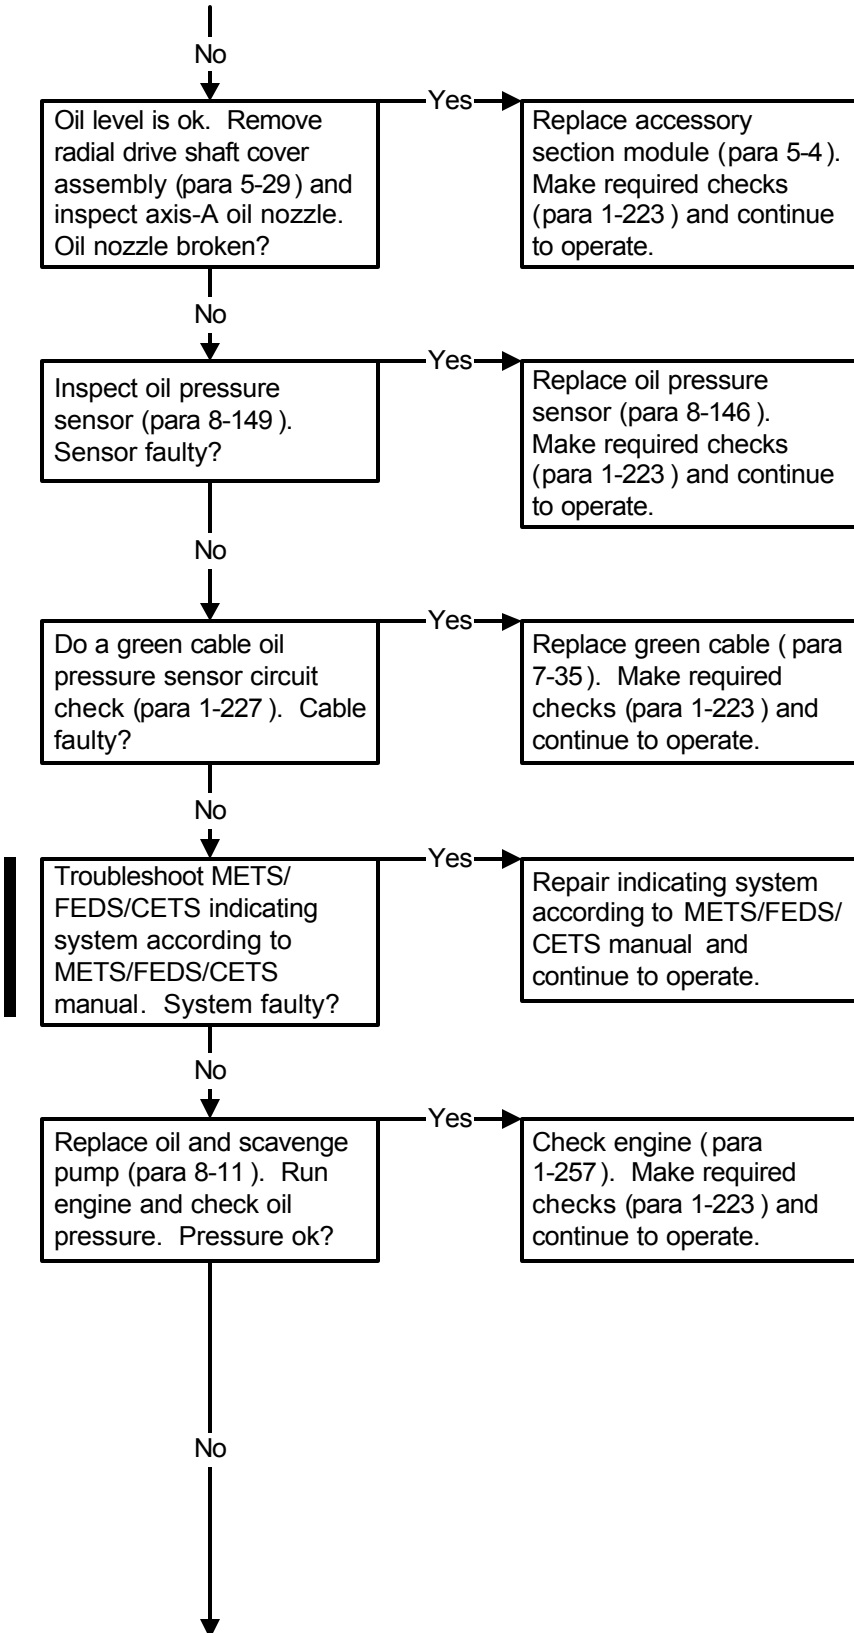 No
Oil level is ok. Remove
radial drive shaft cover
assembly (para 5-29) and
inspect axis-A oil nozzle.
Oil nozzle broken?
Yes
Replace accessory
section module (para 5-4).
Make required checks
(para 1-223 ) and continue
to operate.
No
Inspect oil pressure
sensor (para 8-149 ).
Sensor faulty?
Yes
Replace oil pressure
sensor (para 8-146 ).
Make required checks
(para 1-223 ) and continue
to operate.
No
Do a green cable oil
pressure sensor circuit
check (para 1-227 ). Cable
faulty?
Yes
Replace green cable ( para
7-35). Make required
checks (para 1-223 ) and
continue to operate.
No
Troubleshoot METS/
FEDS/CETS indicating
system according to
METS/FEDS/CETS
manual. System faulty?
Yes
Repair indicating system
according to METS/FEDS/
CETS manual and
continue to operate.
No
Replace oil and scavenge
pump (para 8-11 ). Run
engine and check oil
pressure. Pressure ok?
Yes
Check engine ( para
1-257). Make required
checks (para 1-223 ) and
continue to operate.
No